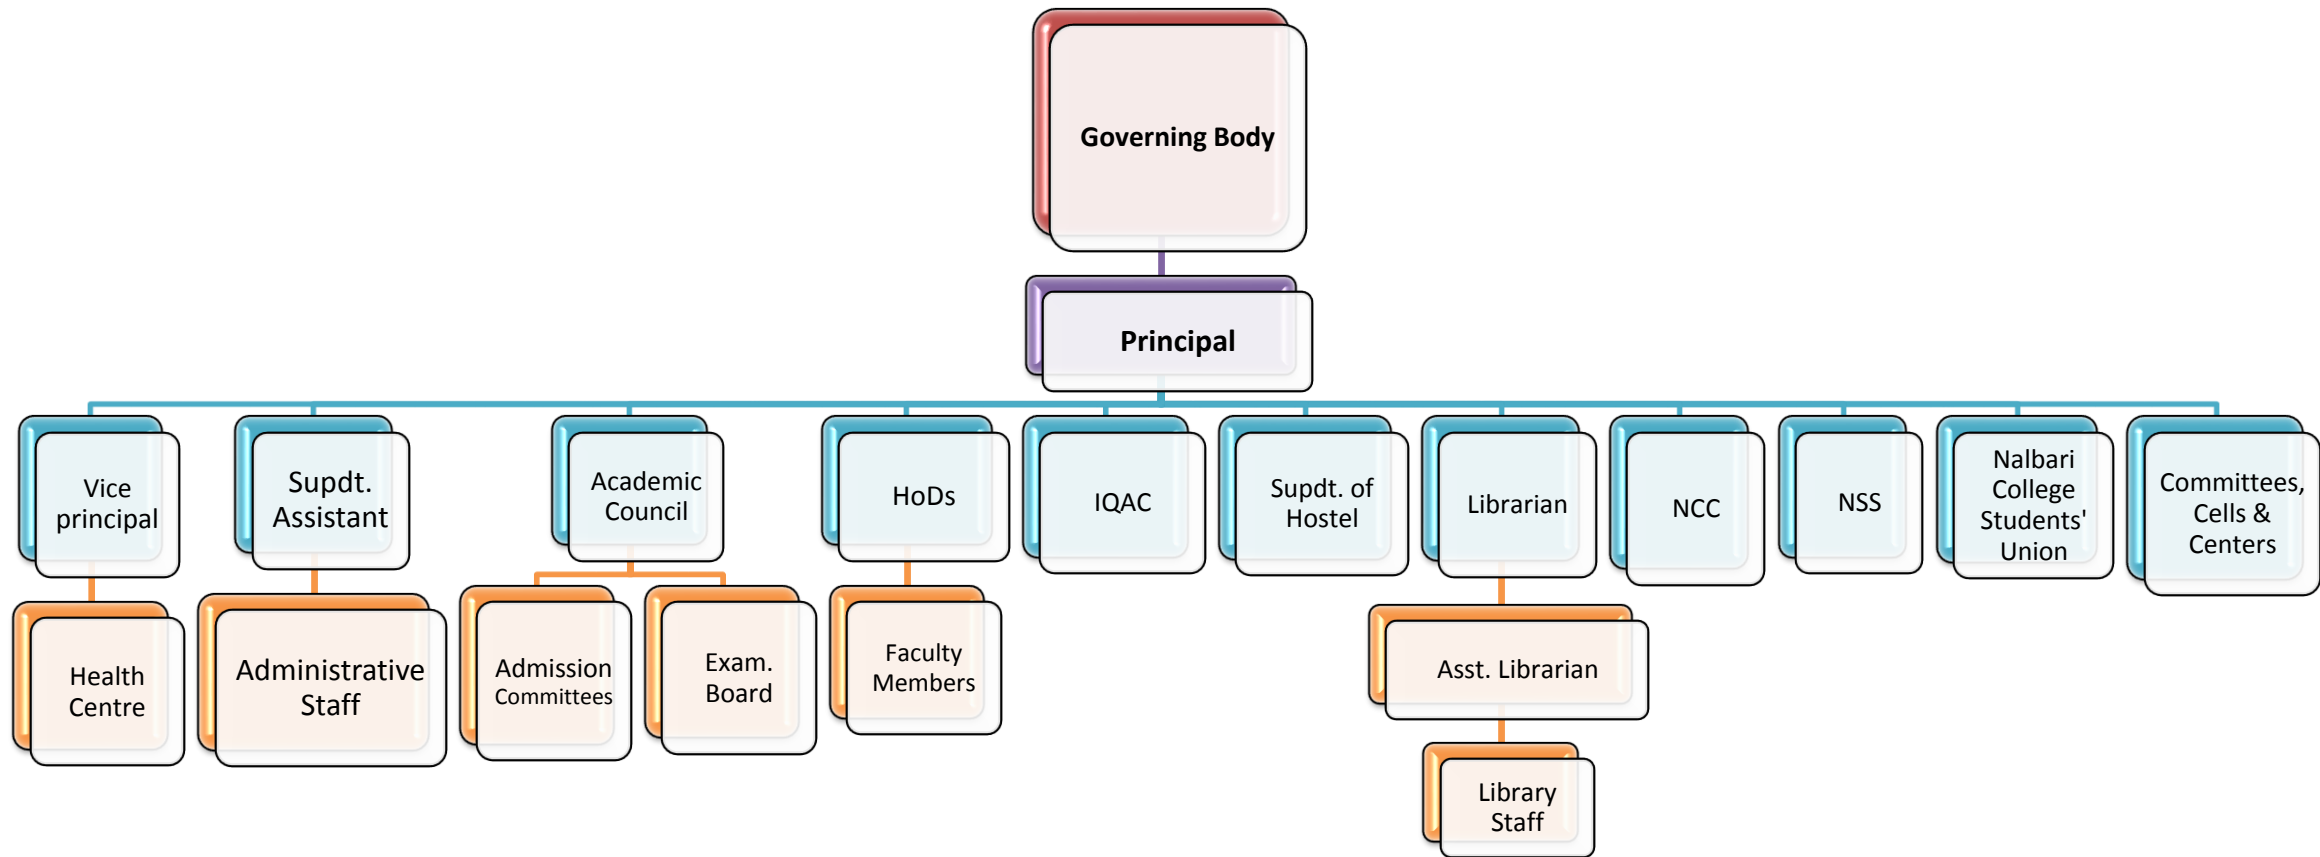 Governing Body
Principal
Vice
principal
Supdt.
Assistant
Academic
Council
HoDs
IQAC
Supdt. of
Hostel
Librarian
NCC
NSS
Nalbari
College
Students'
Union
Committees,
Cells &
Centers
Health
Centre
Administrative
Staff
Admission
Committees
Exam.
Board
Faculty
Members
Asst. Librarian
Library
Staff